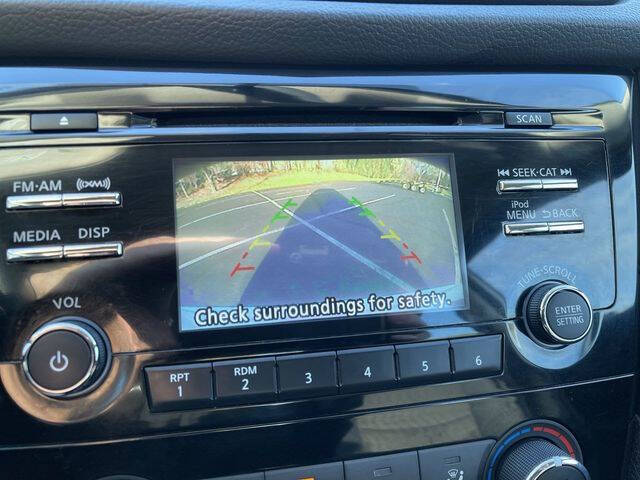 SCAN
FM·AM (XM)
SEEK·CAT
iPod
MENU BACK
MEDIA DISP
TUNE·SCROLL
VOL
ENTER
SETTING
Check surroundings for safety.
RPT RDM
1 2 3 4 5 6